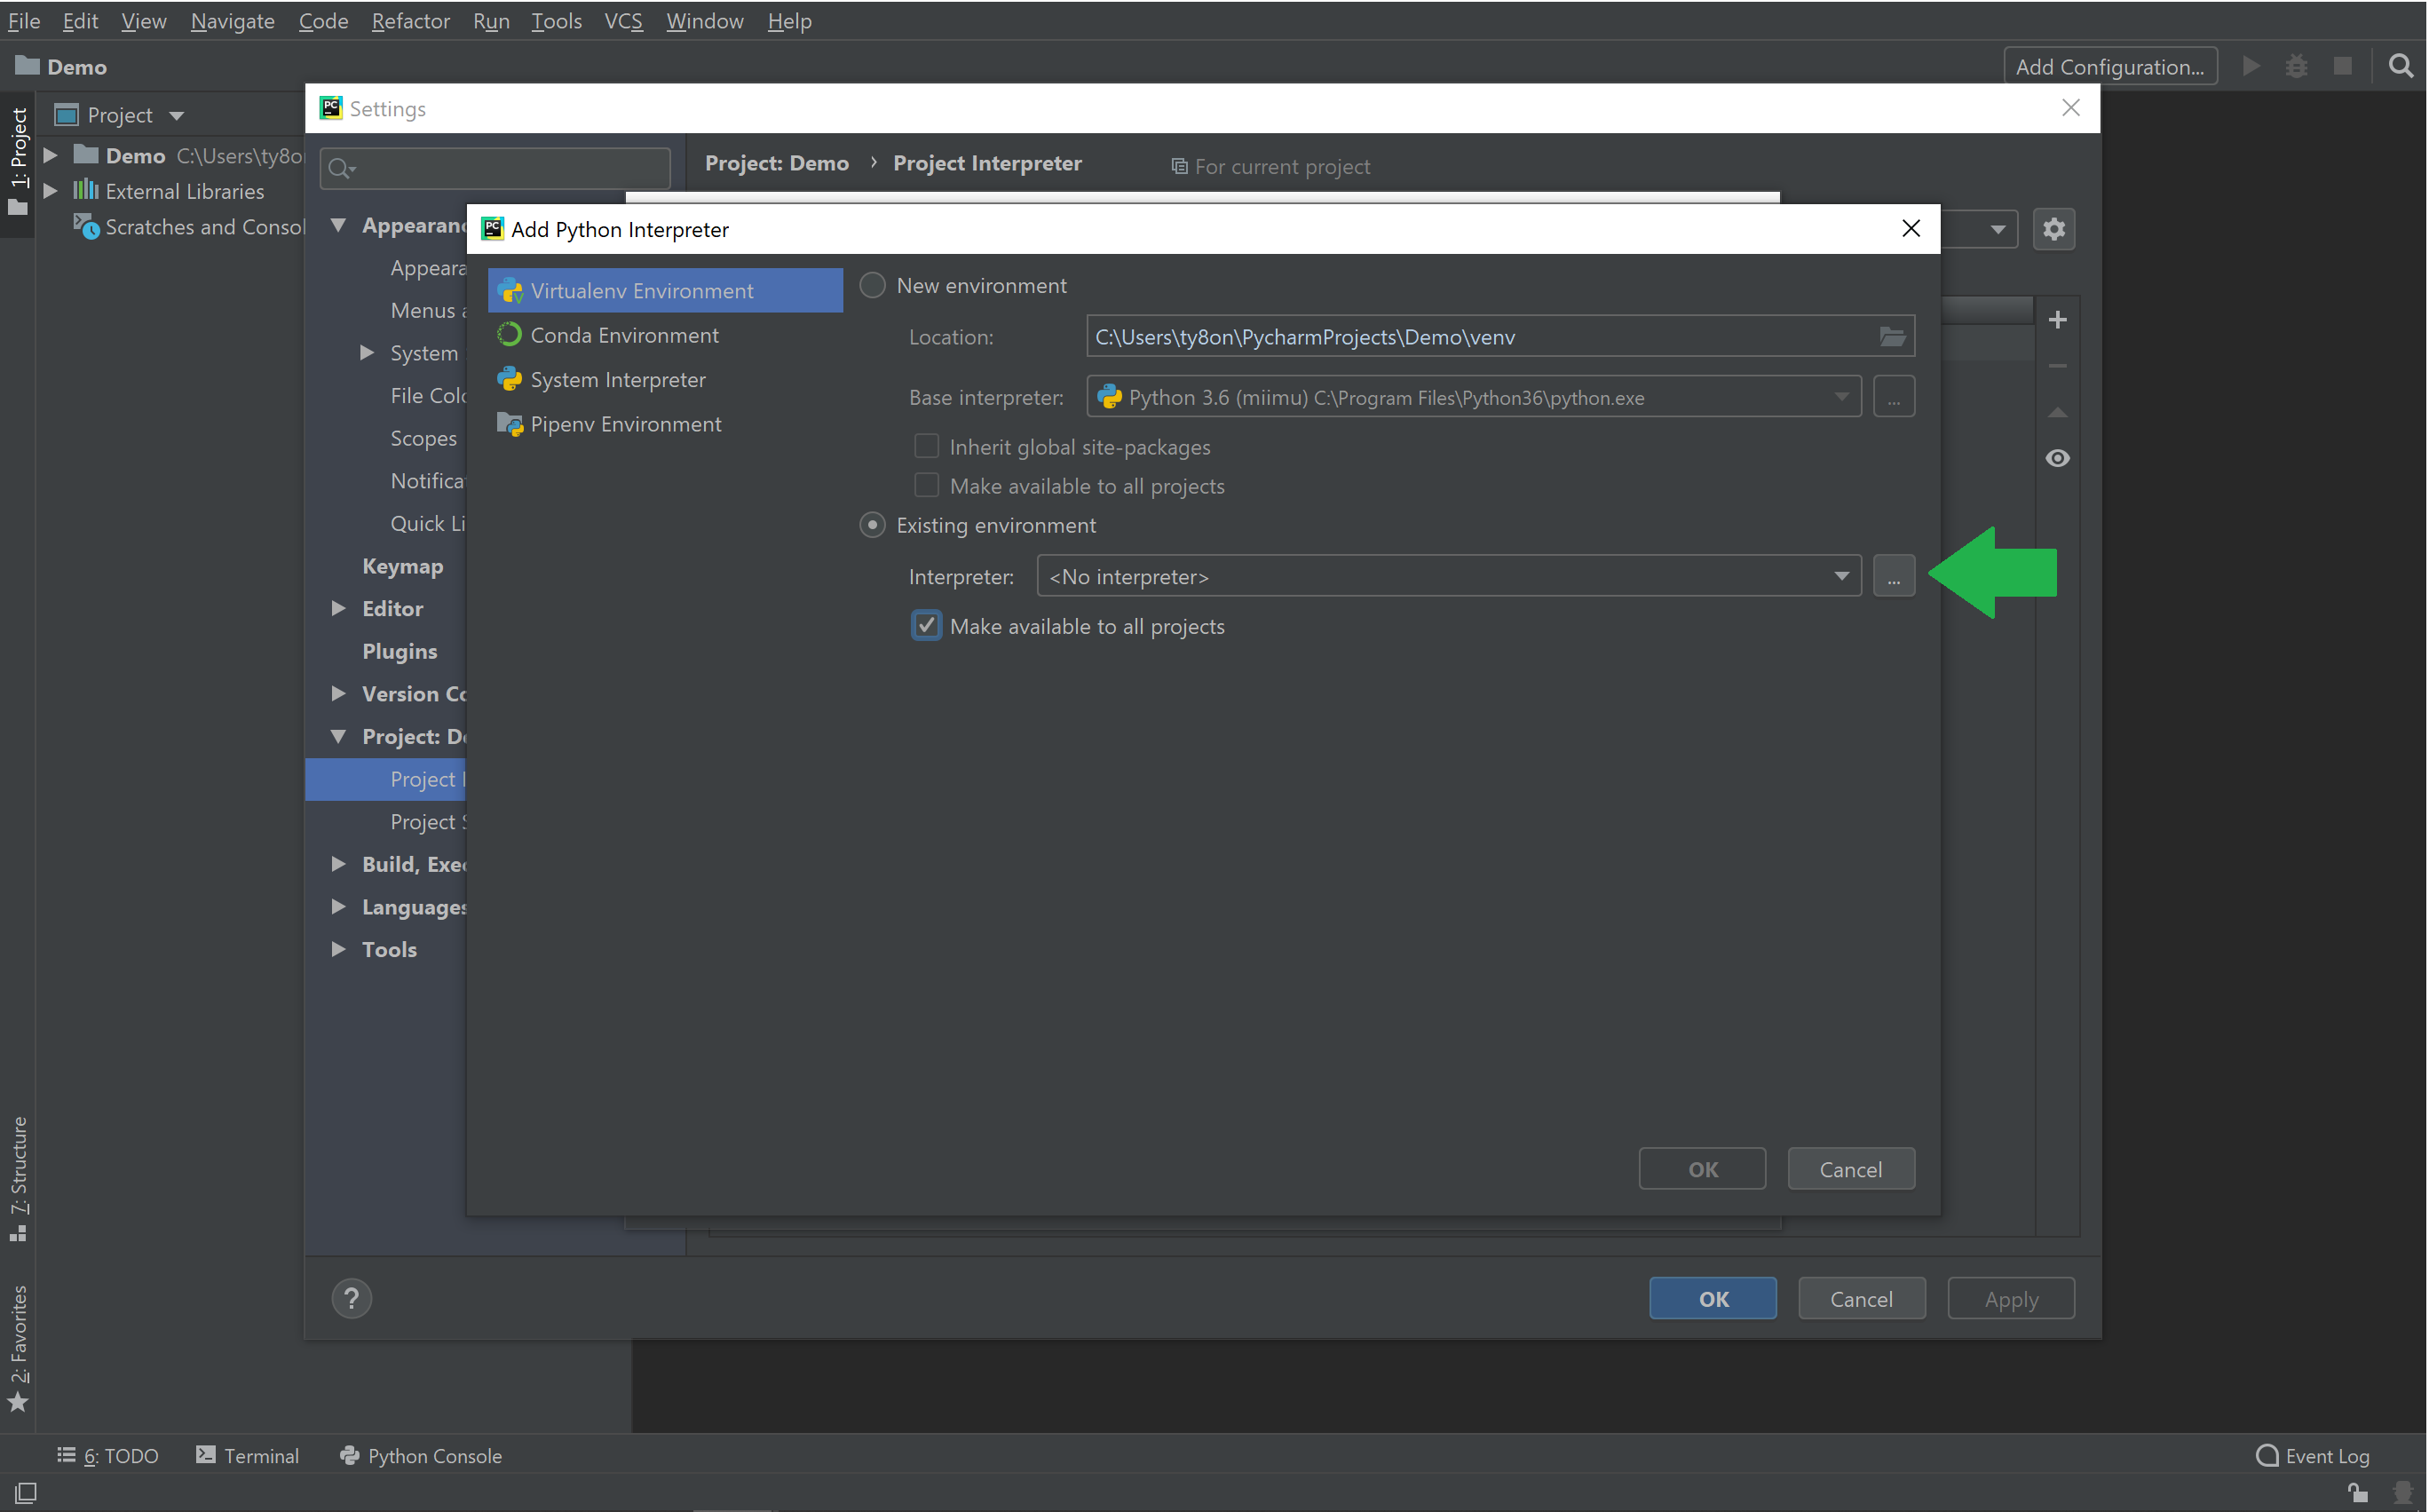 File Edit View Navigate Code Refactor Run Tools VCS Window Help
Demo
Add Configuration...
1: Project
Project
Demo C:\Users\ty8o
External Libraries
Scratches and Consol
7: Structure
2: Favorites
PC Settings
Project: Demo › Project Interpreter
For current project
Appearan
Appeara
Menus a
System
File Colo
Scopes
Notifica
Quick Li
Keymap
Editor
Plugins
Version Co
Project: De
Project I
Project S
Build, Exec
Languages
Tools
PC Add Python Interpreter
Virtualenv Environment
Conda Environment
System Interpreter
Pipenv Environment
New environment
Location: C:\Users\ty8on\PycharmProjects\Demo\venv
Base interpreter: Python 3.6 (miimu) C:\Program Files\Python36\python.exe ...
Inherit global site-packages
Make available to all projects
Existing environment
Interpreter: <No interpreter> ...
Make available to all projects
OK Cancel
? OK Cancel Apply
6: TODO Terminal Python Console Event Log